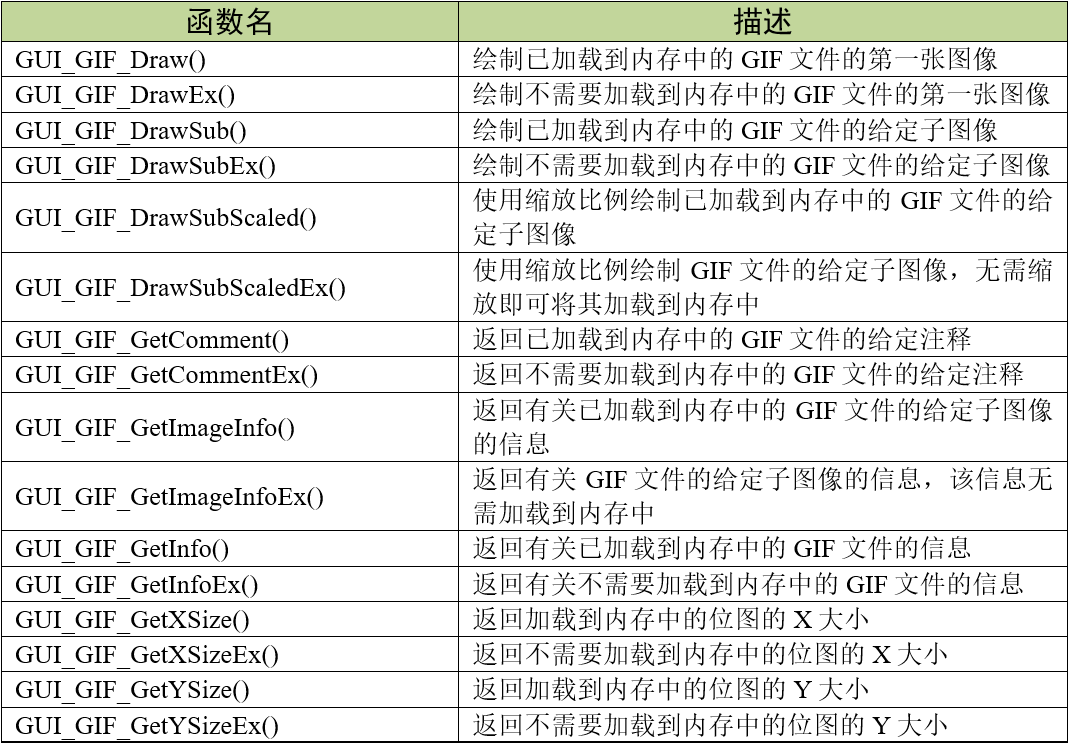 函数名 描述
GUI_GIF_Draw() 绘制已加载到内存中的 GIF 文件的第一张图像
GUI_GIF_DrawEx() 绘制不需要加载到内存中的 GIF 文件的第一张图像
GUI_GIF_DrawSub() 绘制已加载到内存中的 GIF 文件的给定子图像
GUI_GIF_DrawSubEx() 绘制不需要加载到内存中的 GIF 文件的给定子图像
GUI_GIF_DrawSubScaled() 使用缩放比例绘制已加载到内存中的 GIF 文件的给
定子图像
GUI_GIF_DrawSubScaledEx() 使用缩放比例绘制 GIF 文件的给定子图像，无需缩
放即可将其加载到内存中
GUI_GIF_GetComment() 返回已加载到内存中的 GIF 文件的给定注释
GUI_GIF_GetCommentEx() 返回不需要加载到内存中的 GIF 文件的给定注释
GUI_GIF_GetImageInfo() 返回有关已加载到内存中的 GIF 文件的给定子图像
的信息
GUI_GIF_GetImageInfoEx() 返回有关 GIF 文件的给定子图像的信息，该信息无
需加载到内存中
GUI_GIF_GetInfo() 返回有关已加载到内存中的 GIF 文件的信息
GUI_GIF_GetInfoEx() 返回有关不需要加载到内存中的 GIF 文件的信息
GUI_GIF_GetXSize() 返回加载到内存中的位图的 X 大小
GUI_GIF_GetXSizeEx() 返回不需要加载到内存中的位图的 X 大小
GUI_GIF_GetYSize() 返回加载到内存中的位图的 Y 大小
GUI_GIF_GetYSizeEx() 返回不需要加载到内存中的位图的 Y 大小